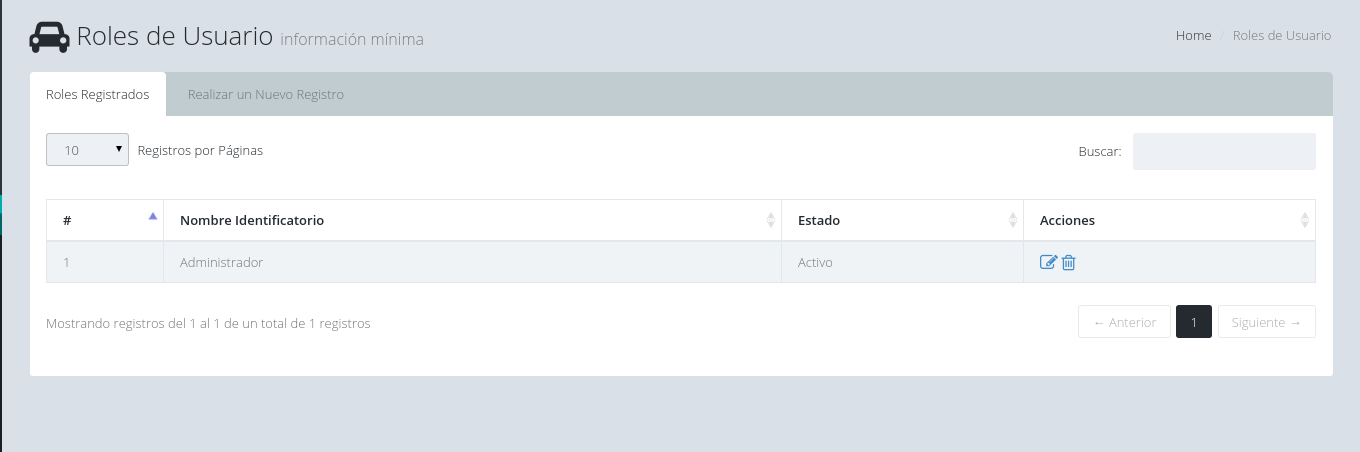 Roles de Usuario información mínima
Home / Roles de Usuario
Roles Registrados
Realizar un Nuevo Registro
10 Registros por Páginas
Buscar:
# Nombre Identificatorio Estado Acciones
1 Administrador Activo
Mostrando registros del 1 al 1 de un total de 1 registros
← Anterior 1 Siguiente →